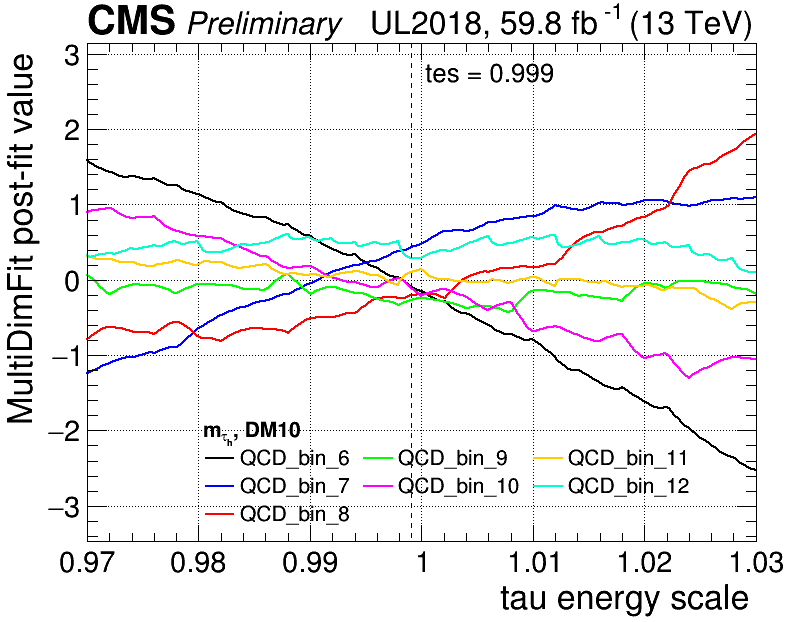 CMS Preliminary UL2018, 59.8 fb⁻¹ (13 TeV)
MultiDimFit post-fit value
3
2
1
0
−1
−2
−3
tes = 0.999
m_τh, DM10
QCD_bin_6 QCD_bin_9 QCD_bin_11
QCD_bin_7 QCD_bin_10 QCD_bin_12
QCD_bin_8
0.97 0.98 0.99 1 1.01 1.02 1.03
tau energy scale